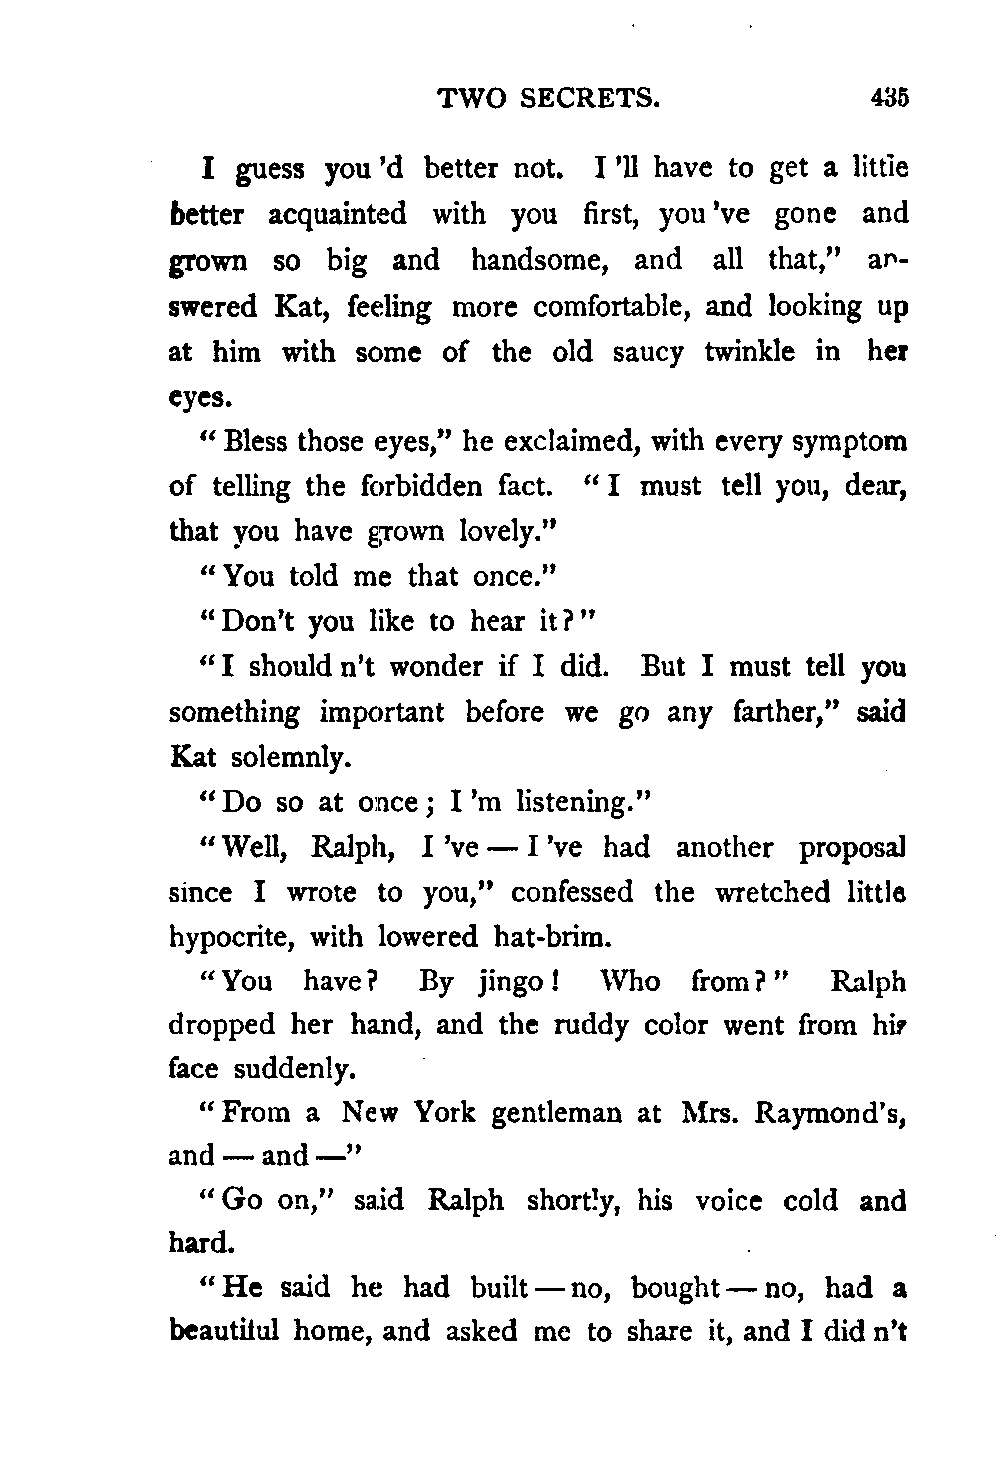 TWO SECRETS. 435
I guess you 'd better not. I 'll have to get a little
better acquainted with you first, you 've gone and
grown so big and handsome, and all that," an-
swered Kat, feeling more comfortable, and looking up
at him with some of the old saucy twinkle in her
eyes.
" Bless those eyes," he exclaimed, with every symptom
of telling the forbidden fact. " I must tell you, dear,
that you have grown lovely."
" You told me that once."
" Don't you like to hear it? "
" I should n't wonder if I did. But I must tell you
something important before we go any farther," said
Kat solemnly.
" Do so at once ; I 'm listening."
" Well, Ralph, I 've — I 've had another proposal
since I wrote to you," confessed the wretched little
hypocrite, with lowered hat-brim.
" You have? By jingo ! Who from? " Ralph
dropped her hand, and the ruddy color went from his
face suddenly.
" From a New York gentleman at Mrs. Raymond's,
and — and —"
" Go on," said Ralph shortly, his voice cold and
hard.
" He said he had built — no, bought — no, had a
beautiful home, and asked me to share it, and I did n't